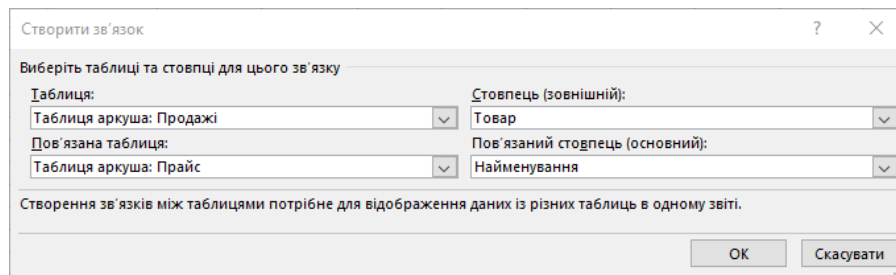 Створити зв'язок ?
Виберіть таблиці та стовпці для цього зв'язку
Таблиця: Стовпець (зовнішній):
Таблиця аркуша: Продажі Товар
Пов'язана таблиця: Пов'язаний стовпець (основний):
Таблиця аркуша: Прайс Найменування
Створення зв'язків між таблицями потрібне для відображення даних із різних таблиць в одному звіті.
ОК Скасувати